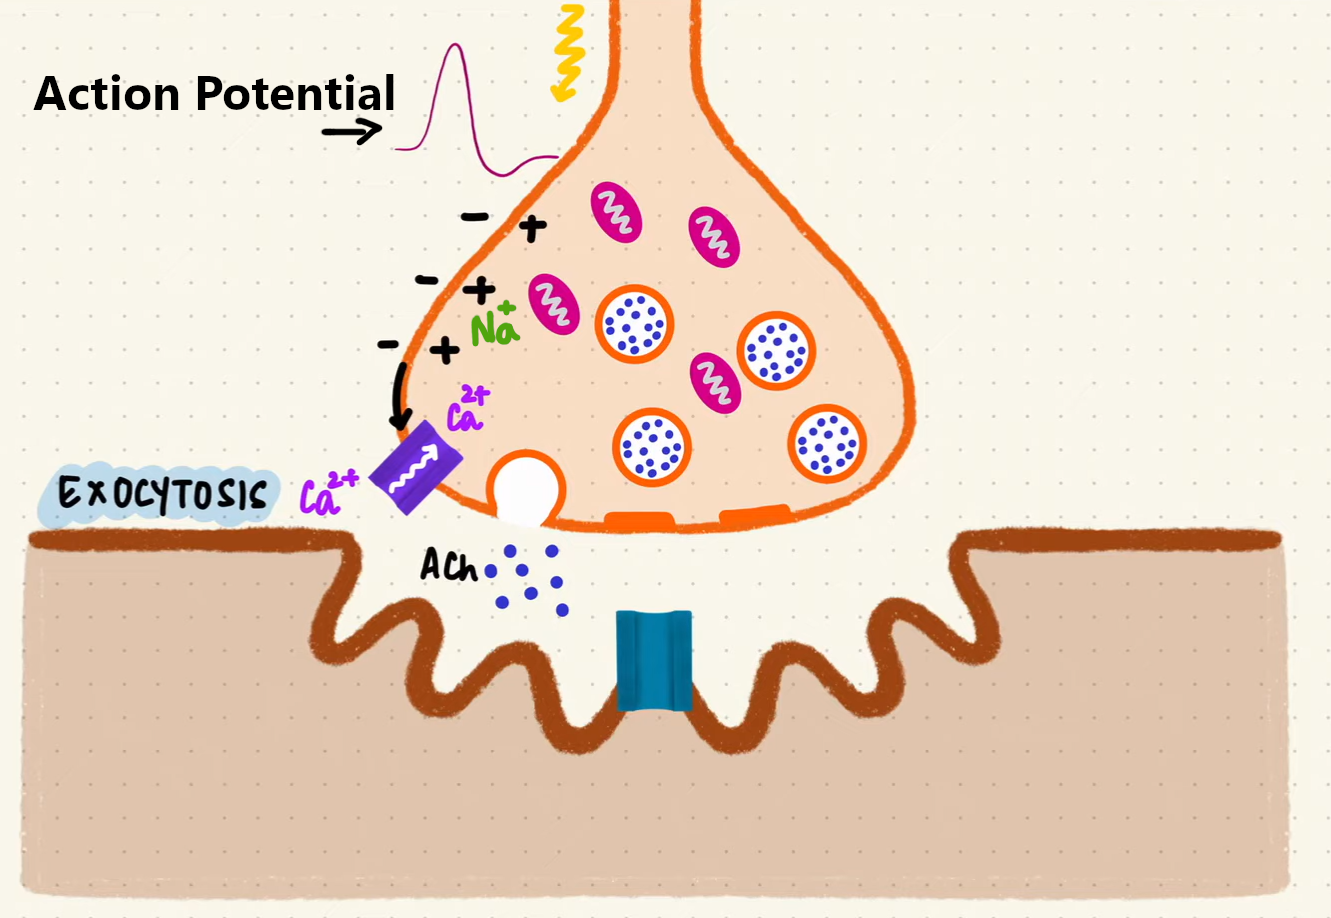 Action Potential
- +
- +
Na+
- +
Ca2+
EXOCYTOSIS
Ca2+
ACh